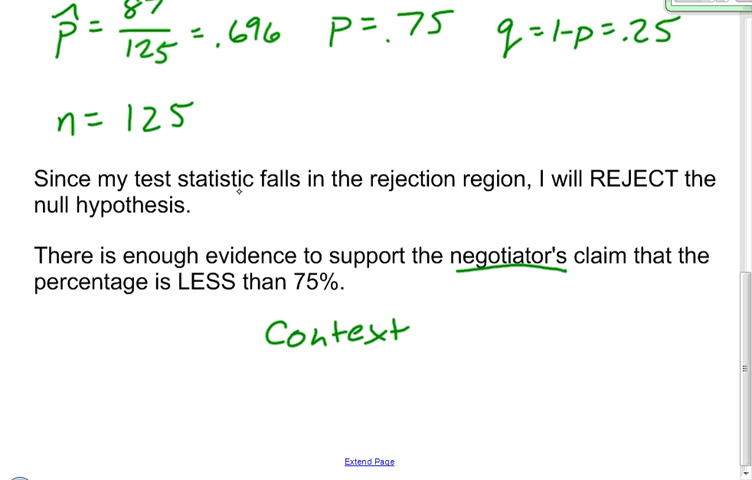 p̂ = 87/125 = .696 p = .75 q = 1-p = .25
n = 125
Since my test statistic falls in the rejection region, I will REJECT the
null hypothesis.
There is enough evidence to support the negotiator's claim that the
percentage is LESS than 75%.
Context
Extend Page